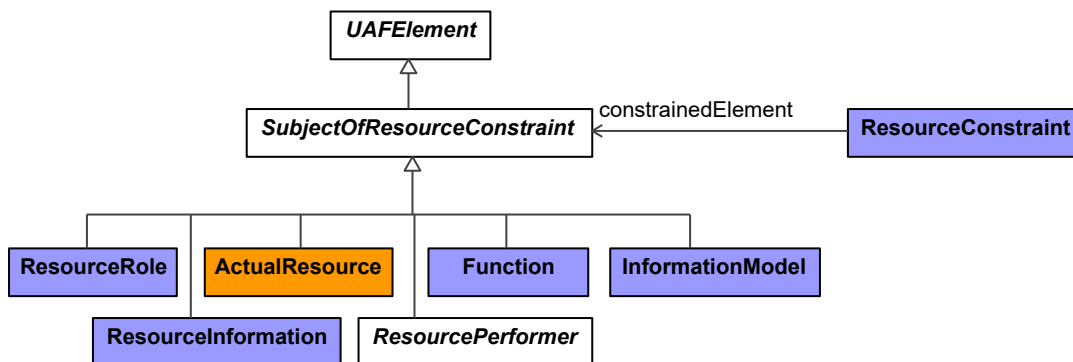 UAFElement
constrainedElement
SubjectOfResourceConstraint
ResourceConstraint
ResourceRole
ActualResource
Function
InformationModel
ResourceInformation
ResourcePerformer